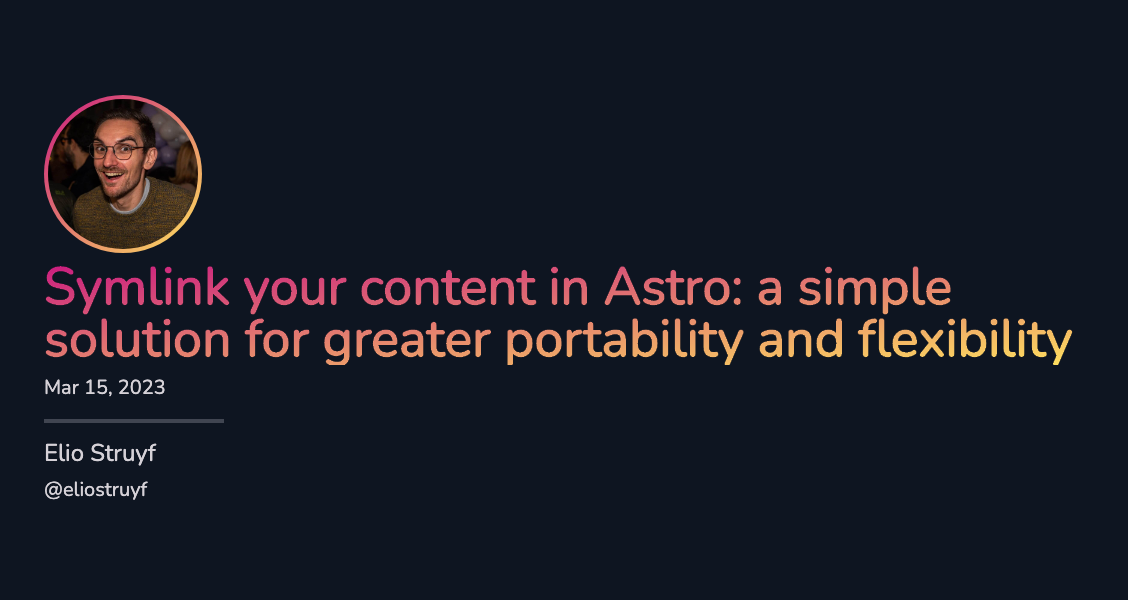 Symlink your content in Astro: a simple
solution for greater portability and flexibility
Mar 15, 2023
Elio Struyf
@eliostruyf